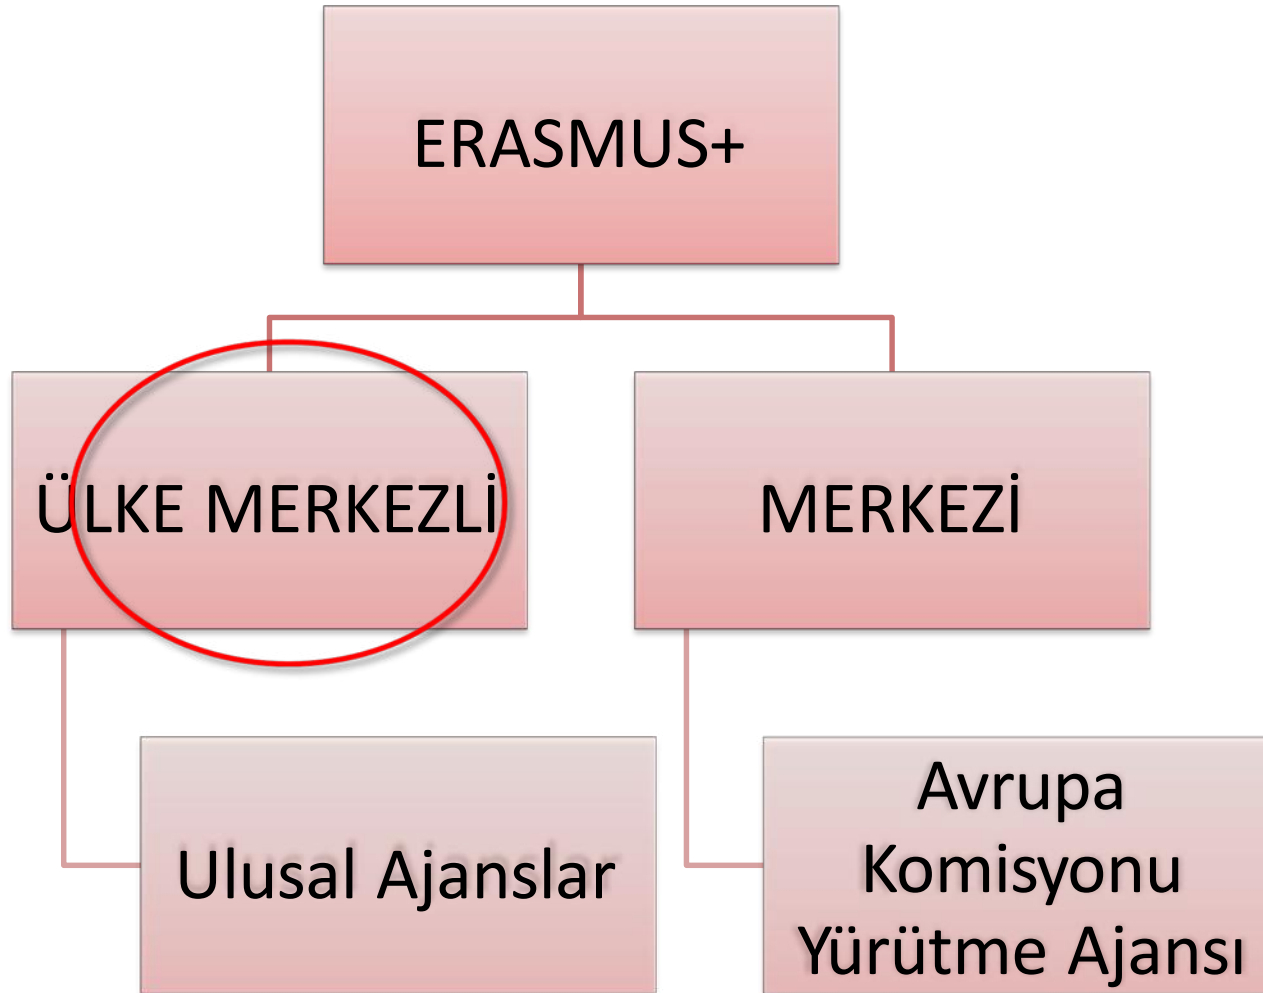 ERASMUS+
ÜLKE MERKEZLİ
MERKEZİ
Ulusal Ajanslar
Avrupa
Komisyonu
Yürütme Ajansı